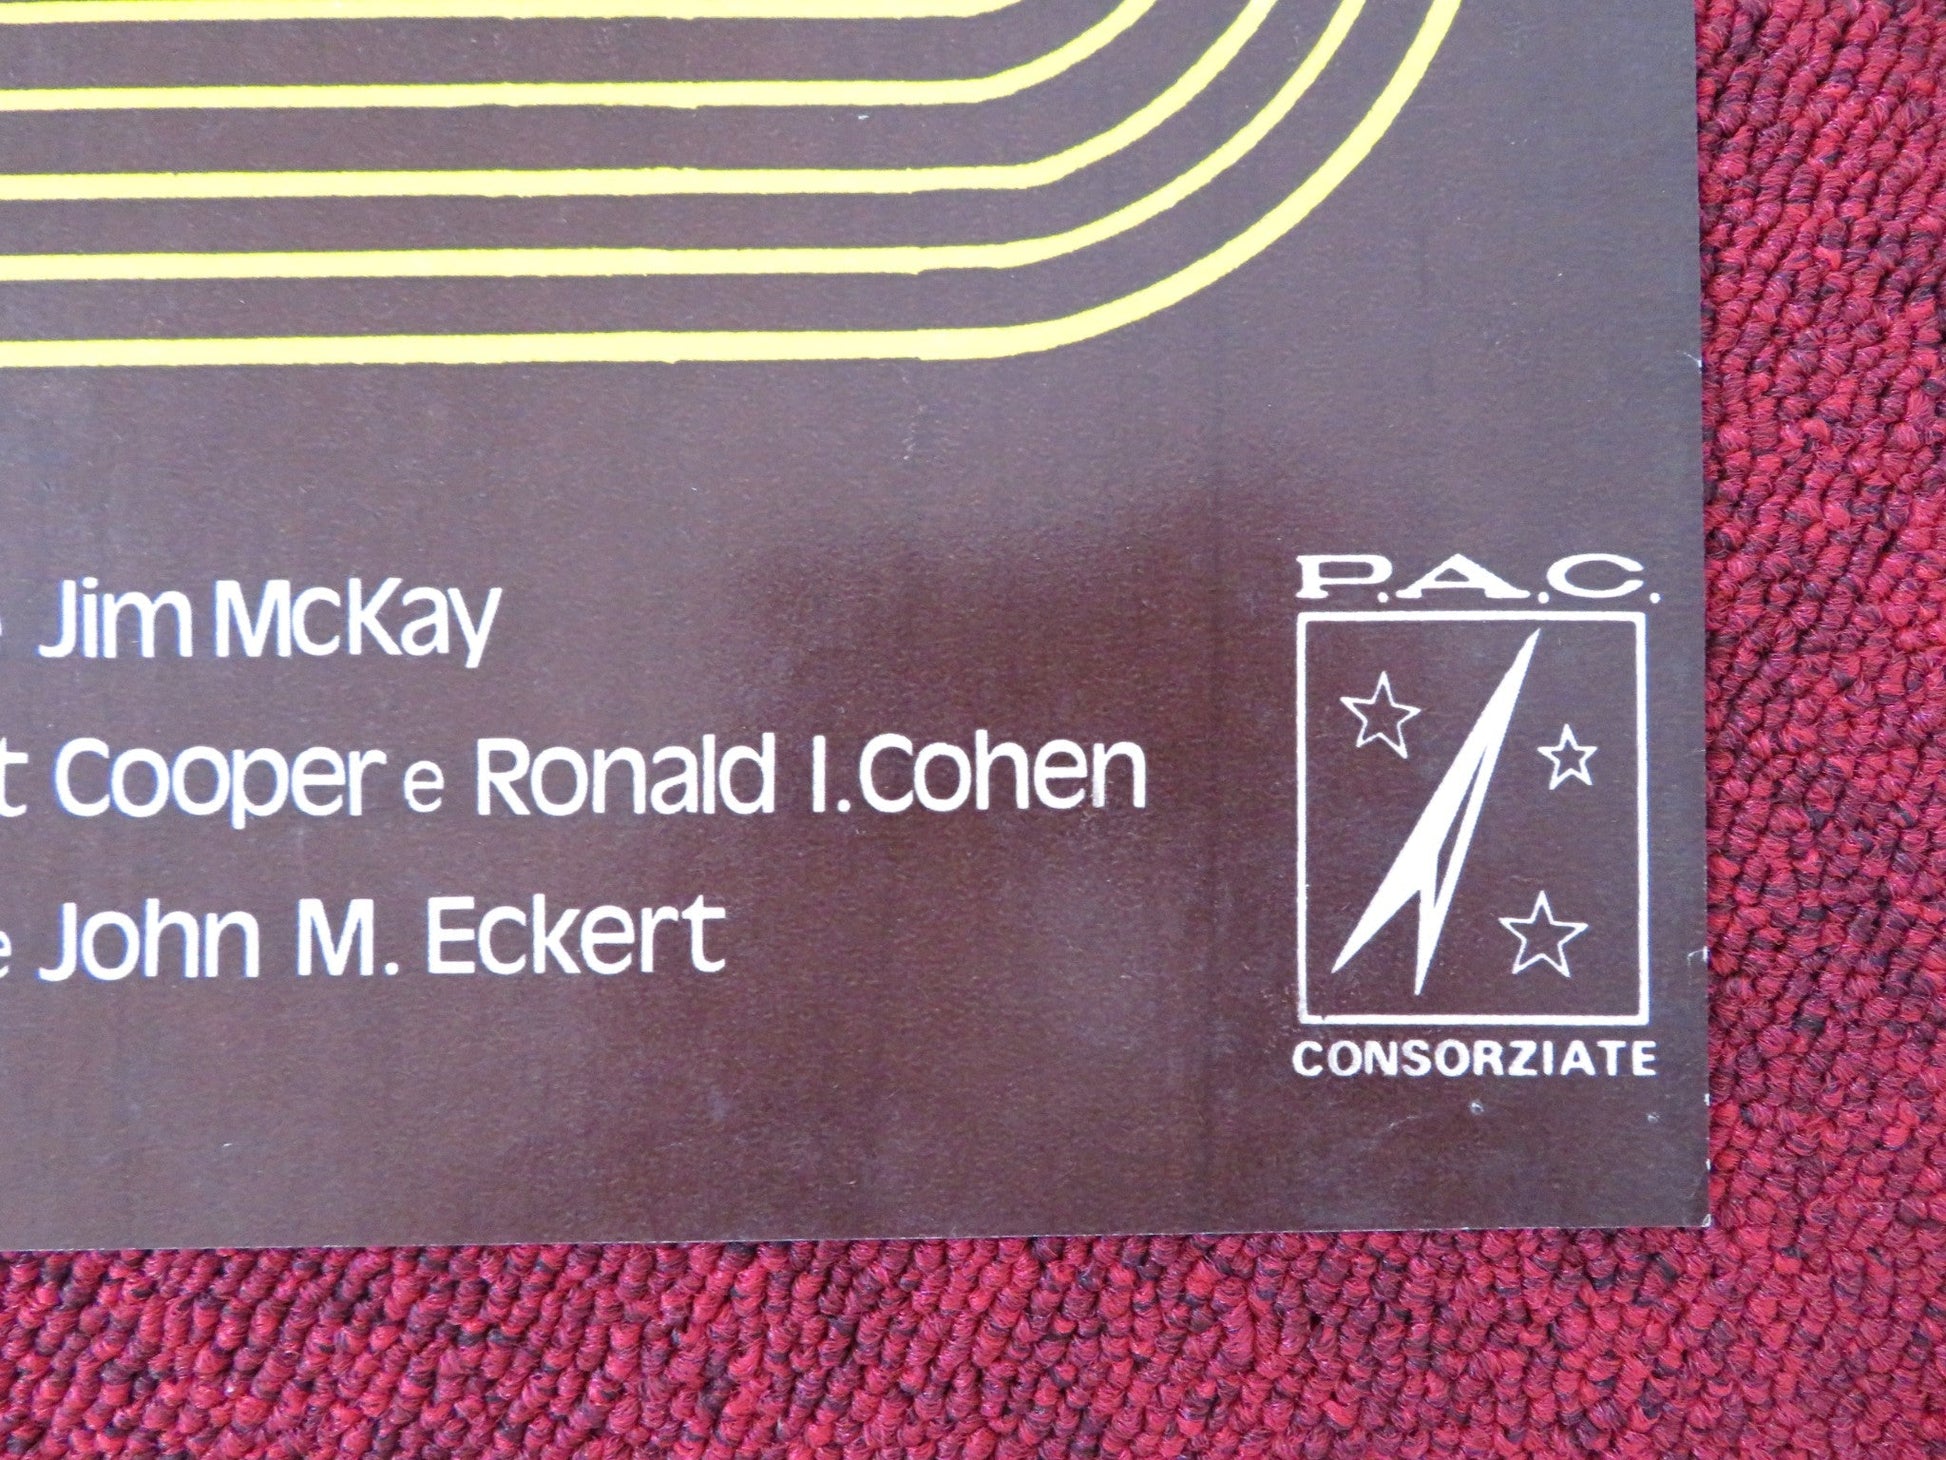 e Jim McKay
t Cooper e Ronald I. Cohen
e John M. Eckert
P.A.C.
CONSORZIATE